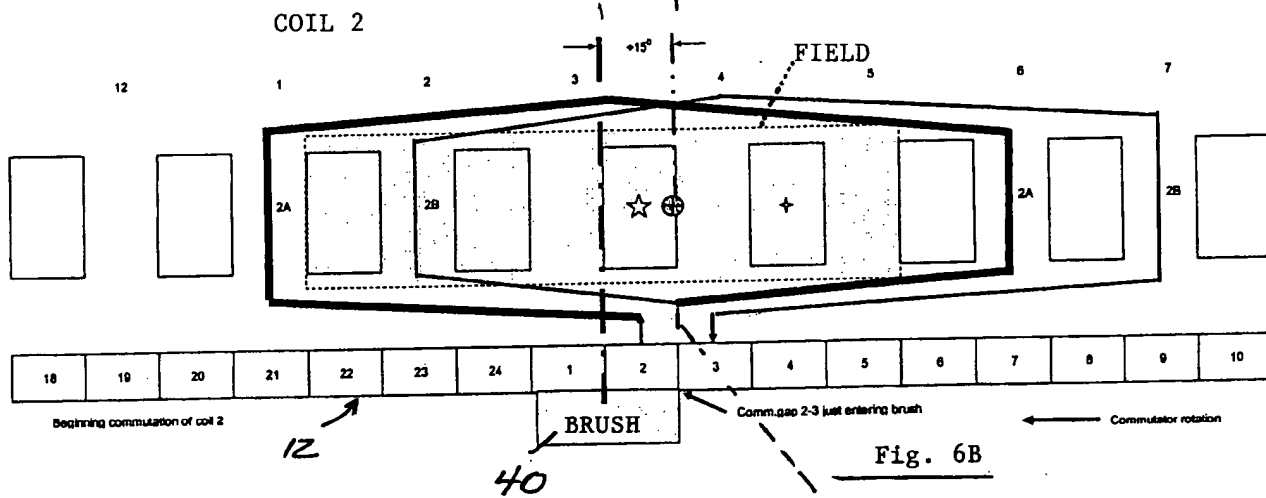 COIL 2
+15°
FIELD
12 1 2 3 4 5 6 7
2A 2B 2A 2B
18 19 20 21 22 23 24 1 2 3 4 5 6 7 8 9 10
Beginning commutation of coil 2
BRUSH
Comm.gap 2-3 just entering brush
Commutator rotation
12
40
Fig. 6B